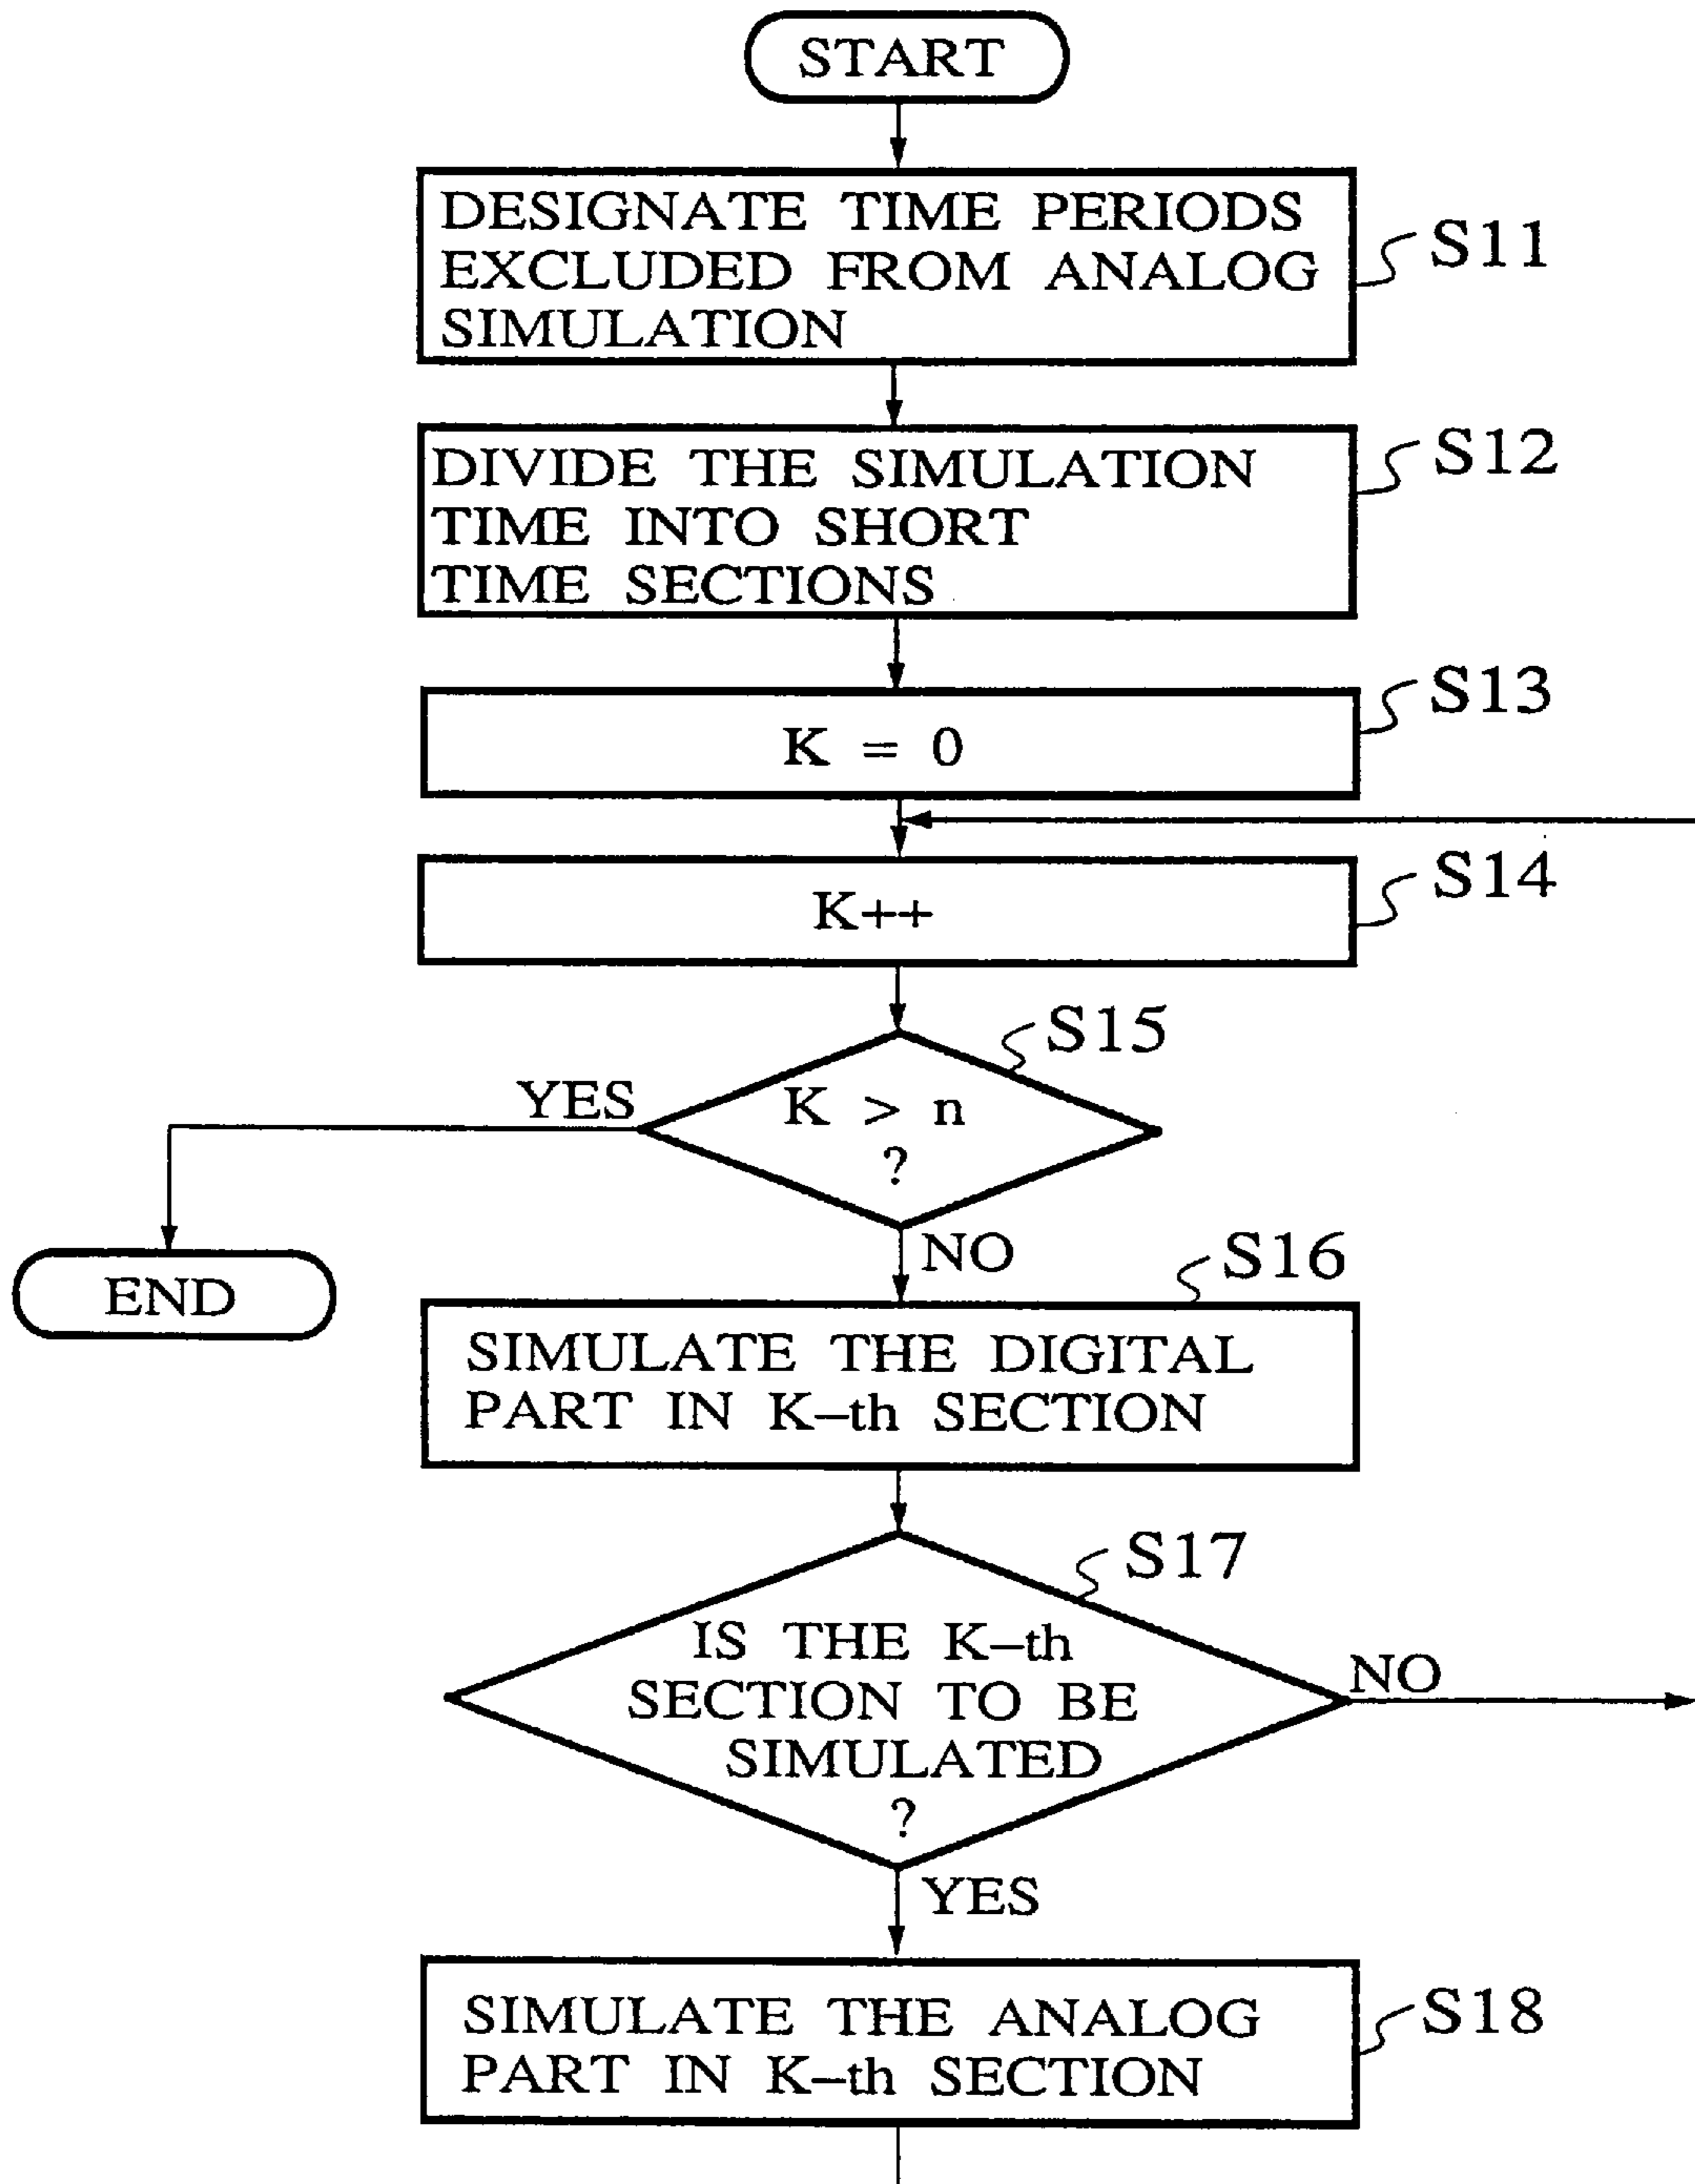 START
DESIGNATE TIME PERIODS
EXCLUDED FROM ANALOG
SIMULATION
S11
DIVIDE THE SIMULATION
TIME INTO SHORT
TIME SECTIONS
S12
K = 0
S13
K++
S14
S15
K > n
?
YES
NO
END
S16
SIMULATE THE DIGITAL
PART IN K–th SECTION
S17
IS THE K–th
SECTION TO BE
SIMULATED
?
NO
YES
SIMULATE THE ANALOG
PART IN K–th SECTION
S18